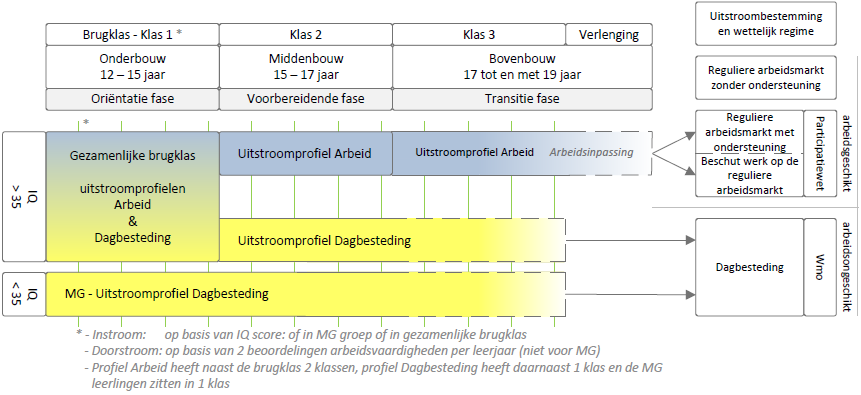 Brugklas - Klas 1 *
Klas 2
Klas 3
Verlenging
Uitstroombestemming
en wettelijk regime
Onderbouw
12 – 15 jaar
Middenbouw
15 – 17 jaar
Bovenbouw
17 tot en met 19 jaar
Reguliere arbeidsmarkt
zonder ondersteuning
Oriëntatie fase
Voorbereidende fase
Transitie fase
*
IQ
> 35
Gezamenlijke brugklas
uitstroomprofielen
Arbeid
&
Dagbesteding
Uitstroomprofiel Arbeid
Uitstroomprofiel Arbeid
Arbeidsinpassing
Reguliere
arbeidsmarkt met
ondersteuning
Beschut werk op de
reguliere
arbeidsmarkt
Participatiewet
arbeidsgeschikt
Uitstroomprofiel Dagbesteding
Dagbesteding
Wmo
arbeidsongeschikt
IQ
< 35
MG - Uitstroomprofiel Dagbesteding
* - Instroom: op basis van IQ score: of in MG groep of in gezamenlijke brugklas
- Doorstroom: op basis van 2 beoordelingen arbeidsvaardigheden per leerjaar (niet voor MG)
- Profiel Arbeid heeft naast de brugklas 2 klassen, profiel Dagbesteding heeft daarnaast 1 klas en de MG
leerlingen zitten in 1 klas